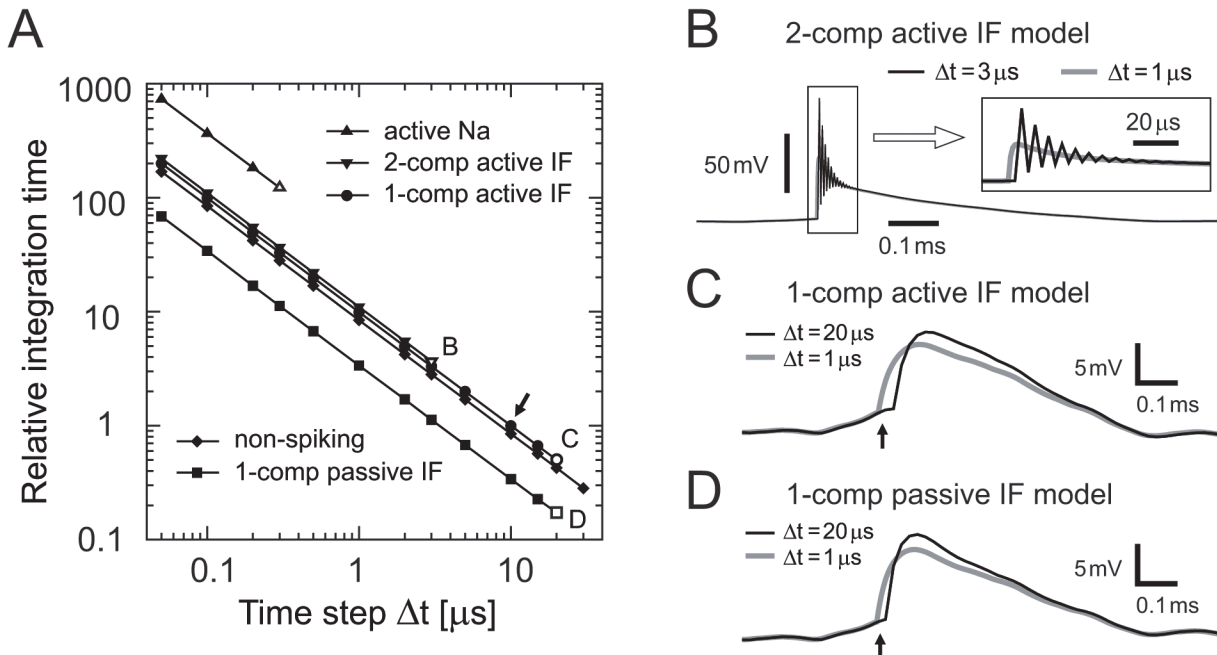 A
Relative integration time
1000
100
10
1
0.1
active Na
2-comp active IF
1-comp active IF
non-spiking
1-comp passive IF
B
C
D
0.1
1
10
Time step Δt [μs]
B
2-comp active IF model
Δt = 3 μs
Δt = 1 μs
50 mV
20 μs
0.1 ms
C
1-comp active IF model
Δt = 20 μs
Δt = 1 μs
5 mV
0.1 ms
D
1-comp passive IF model
Δt = 20 μs
Δt = 1 μs
5 mV
0.1 ms